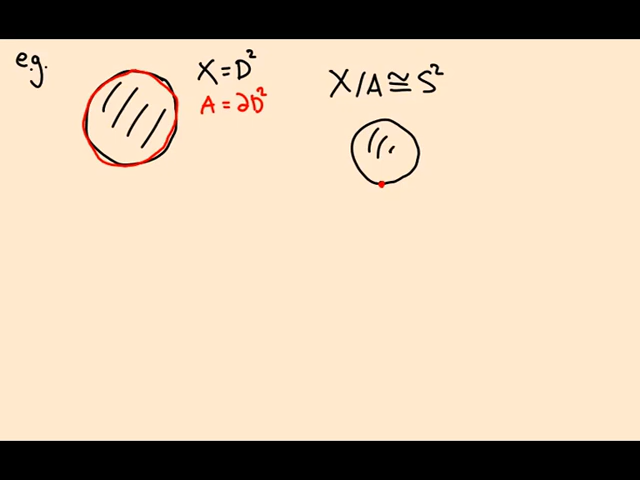 e.g.
X = D²
A = ∂D²
X/A ≅ S²